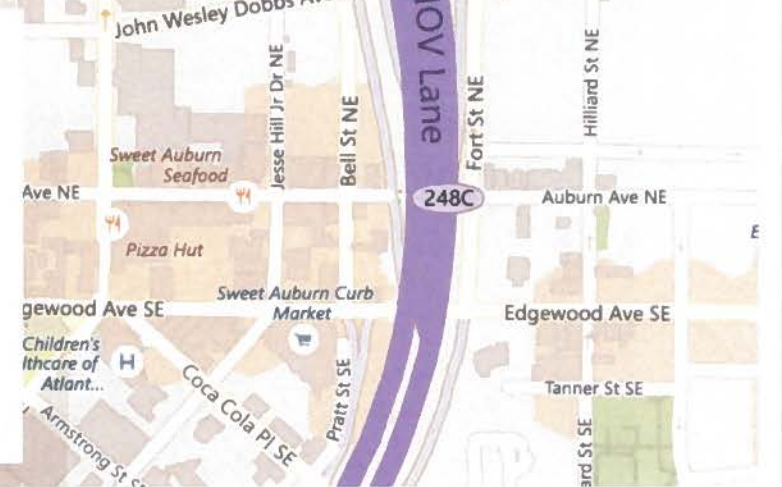 John Wesley Dobbs Av
HOV Lane
Jesse Hill Jr Dr NE
Bell St NE
Fort St NE
Hilliard St NE
Sweet Auburn
Seafood
Ave NE
248C
Auburn Ave NE
Pizza Hut
E
Sweet Auburn Curb
Market
gewood Ave SE
Edgewood Ave SE
Children's
lthcare of
Atlant...
H
Coca Cola Pl SE
Pratt St SE
Tanner St SE
Armstrong St SE
ard St SE